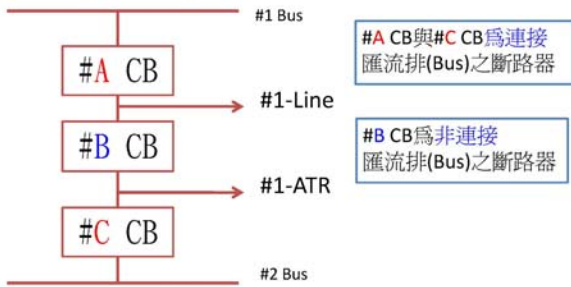 #1 Bus
#A CB
#1-Line
#B CB
#1-ATR
#C CB
#2 Bus
#A CB與#C CB為連接
匯流排(Bus)之斷路器
#B CB為非連接
匯流排(Bus)之斷路器